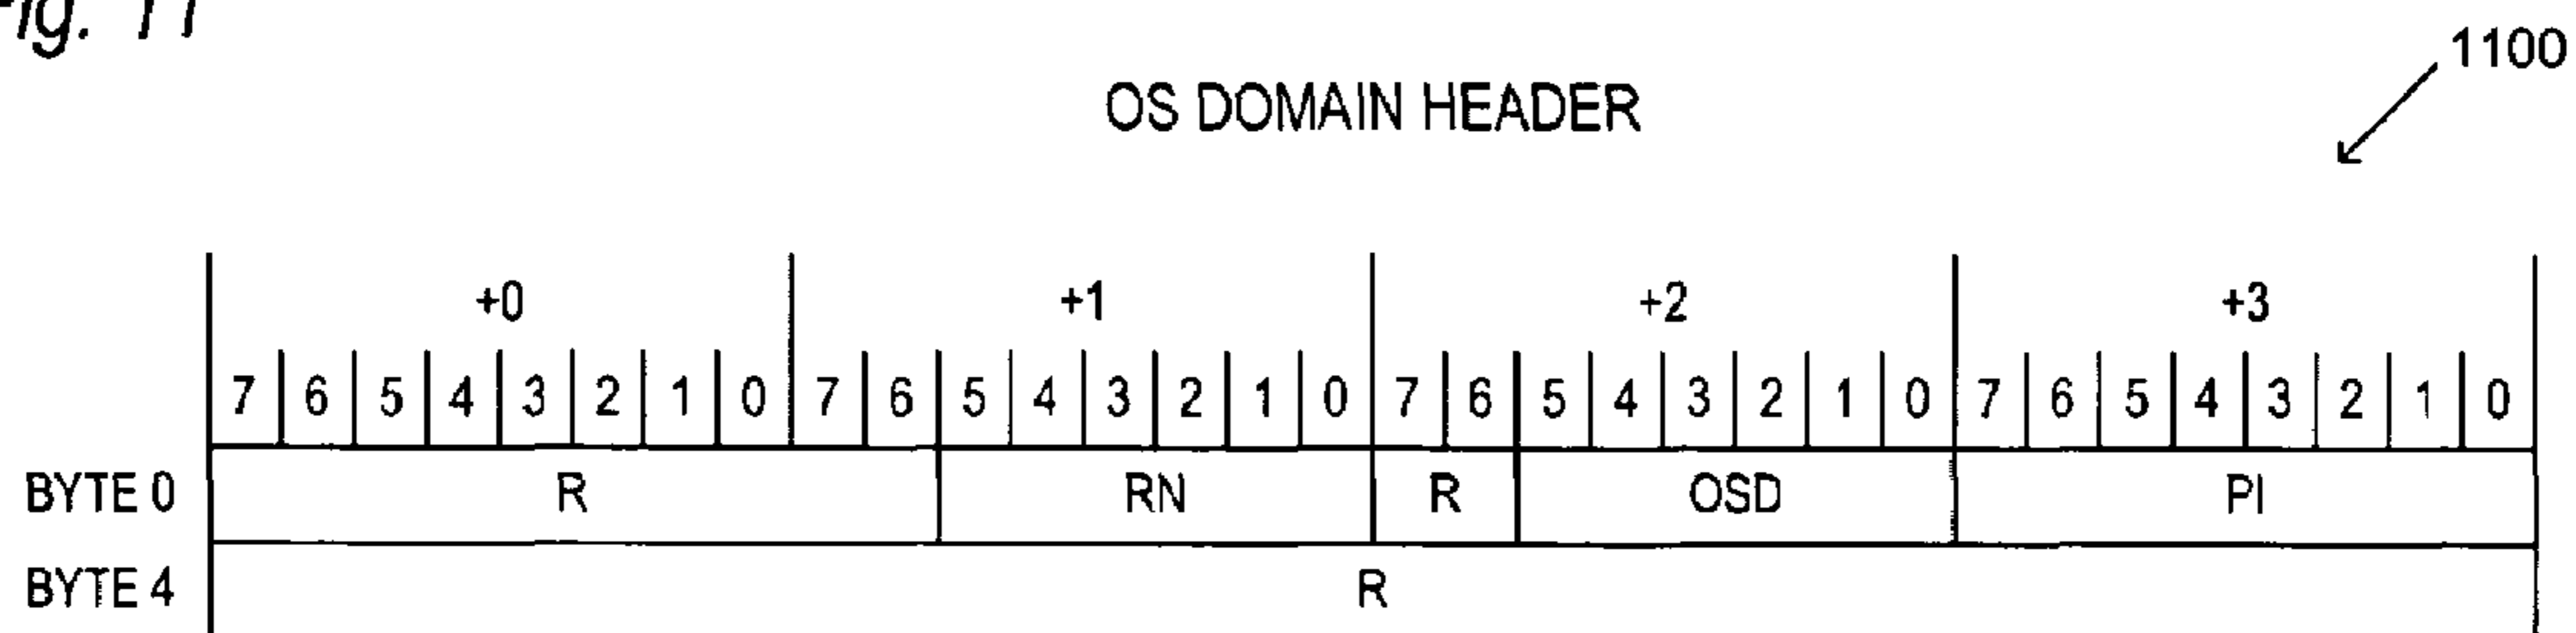 Fig. 11
1100
OS DOMAIN HEADER
+0 +1 +2 +3
7 6 5 4 3 2 1 0 7 6 5 4 3 2 1 0 7 6 5 4 3 2 1 0 7 6 5 4 3 2 1 0
BYTE 0 R RN R OSD PI
BYTE 4 R